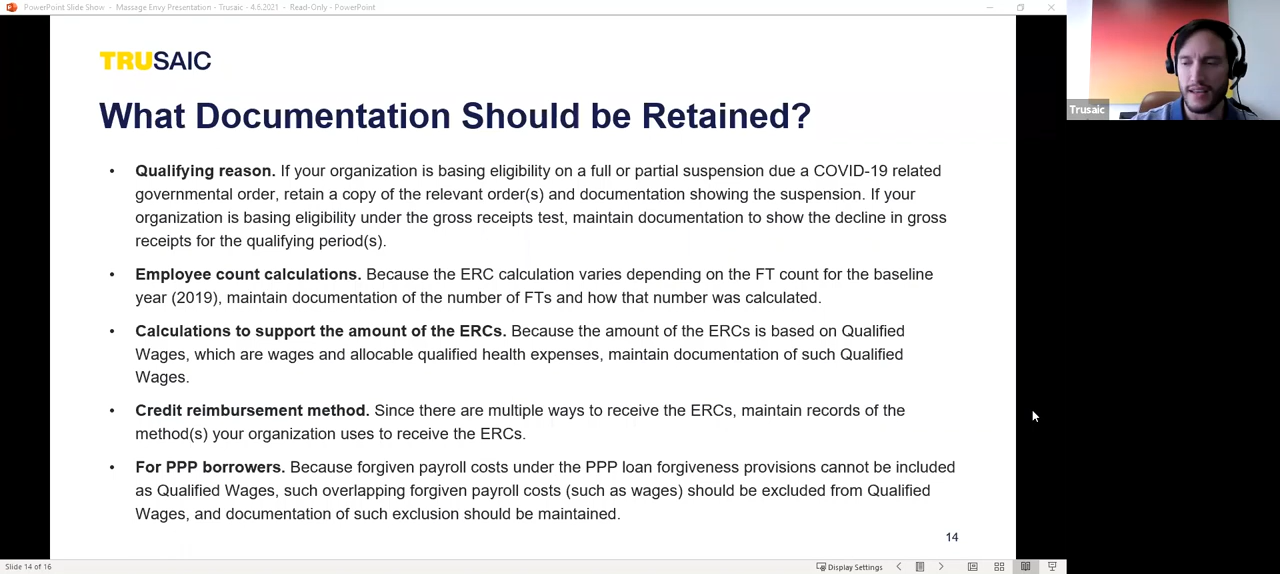 PowerPoint Slide Show - Massage Envy Presentation - Trusaic - 4.6.2021 - Read-Only - PowerPoint
TRUSAIC
Trusaic
What Documentation Should be Retained?
• Qualifying reason. If your organization is basing eligibility on a full or partial suspension due a COVID-19 related
governmental order, retain a copy of the relevant order(s) and documentation showing the suspension. If your
organization is basing eligibility under the gross receipts test, maintain documentation to show the decline in gross
receipts for the qualifying period(s).
• Employee count calculations. Because the ERC calculation varies depending on the FT count for the baseline
year (2019), maintain documentation of the number of FTs and how that number was calculated.
• Calculations to support the amount of the ERCs. Because the amount of the ERCs is based on Qualified
Wages, which are wages and allocable qualified health expenses, maintain documentation of such Qualified
Wages.
• Credit reimbursement method. Since there are multiple ways to receive the ERCs, maintain records of the
method(s) your organization uses to receive the ERCs.
• For PPP borrowers. Because forgiven payroll costs under the PPP loan forgiveness provisions cannot be included
as Qualified Wages, such overlapping forgiven payroll costs (such as wages) should be excluded from Qualified
Wages, and documentation of such exclusion should be maintained.
14
Slide 14 of 16
Display Settings